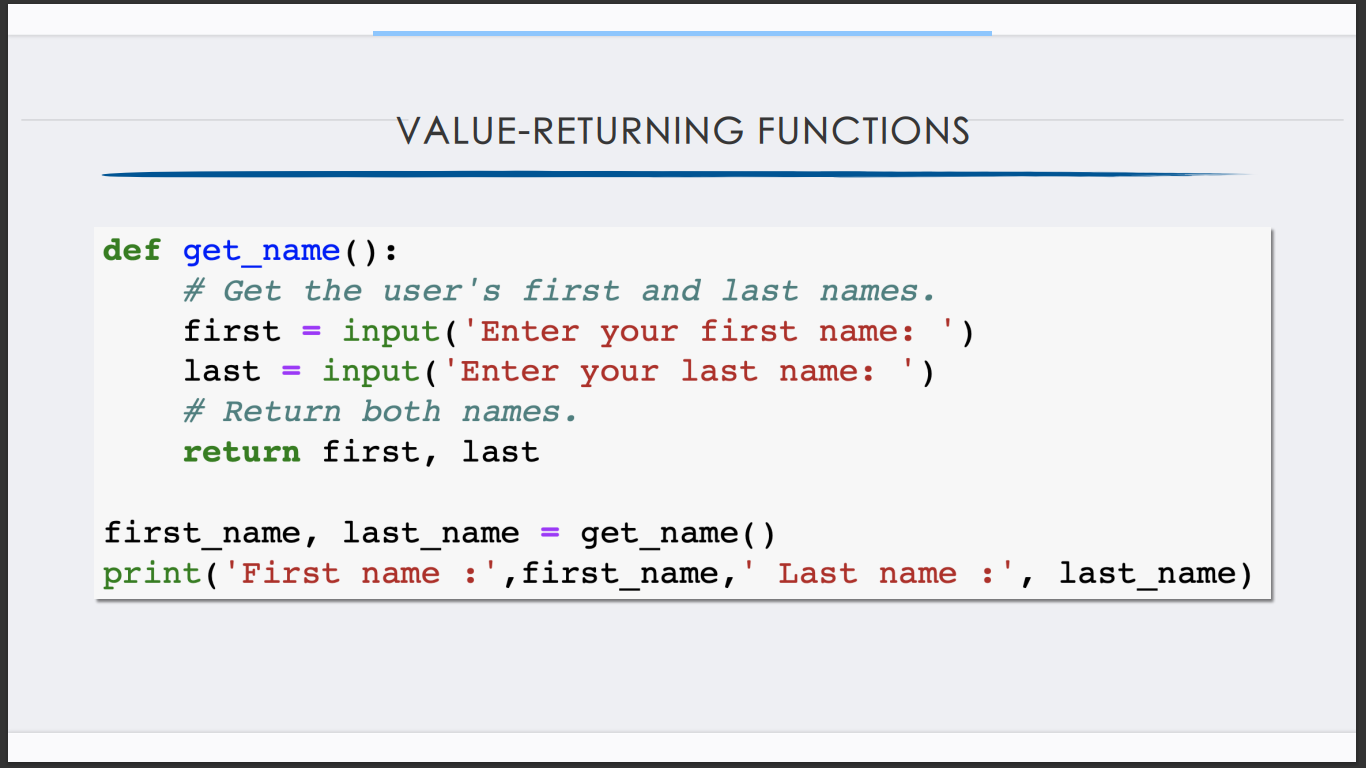 VALUE-RETURNING FUNCTIONS
def get_name():
    # Get the user's first and last names.
    first = input('Enter your first name: ')
    last = input('Enter your last name: ')
    # Return both names.
    return first, last

first_name, last_name = get_name()
print('First name :',first_name,' Last name :', last_name)